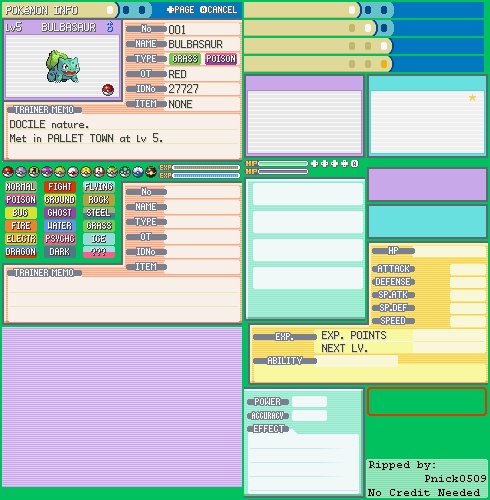 POKéMON INFO
PAGE CANCEL
Lv5 BULBASAUR ♂
No 001
NAME BULBASAUR
TYPE GRASS POISON
OT RED
IDNo 27727
ITEM NONE
TRAINER MEMO
DOCILE nature.
Met in PALLET TOWN at Lv 5.
EXP
EXP
HP
HP
NORMAL FIGHT FLYING
POISON GROUND ROCK
BUG GHOST STEEL
FIRE WATER GRASS
ELECTR PSYCHC ICE
DRAGON DARK ???
No
NAME
TYPE
OT
IDNo
ITEM
TRAINER MEMO
HP
ATTACK
DEFENSE
SP.ATK
SP.DEF
SPEED
EXP. EXP. POINTS
NEXT LV.
ABILITY
POWER
ACCURACY
EFFECT
Ripped by:
Pnick0509
No Credit Needed